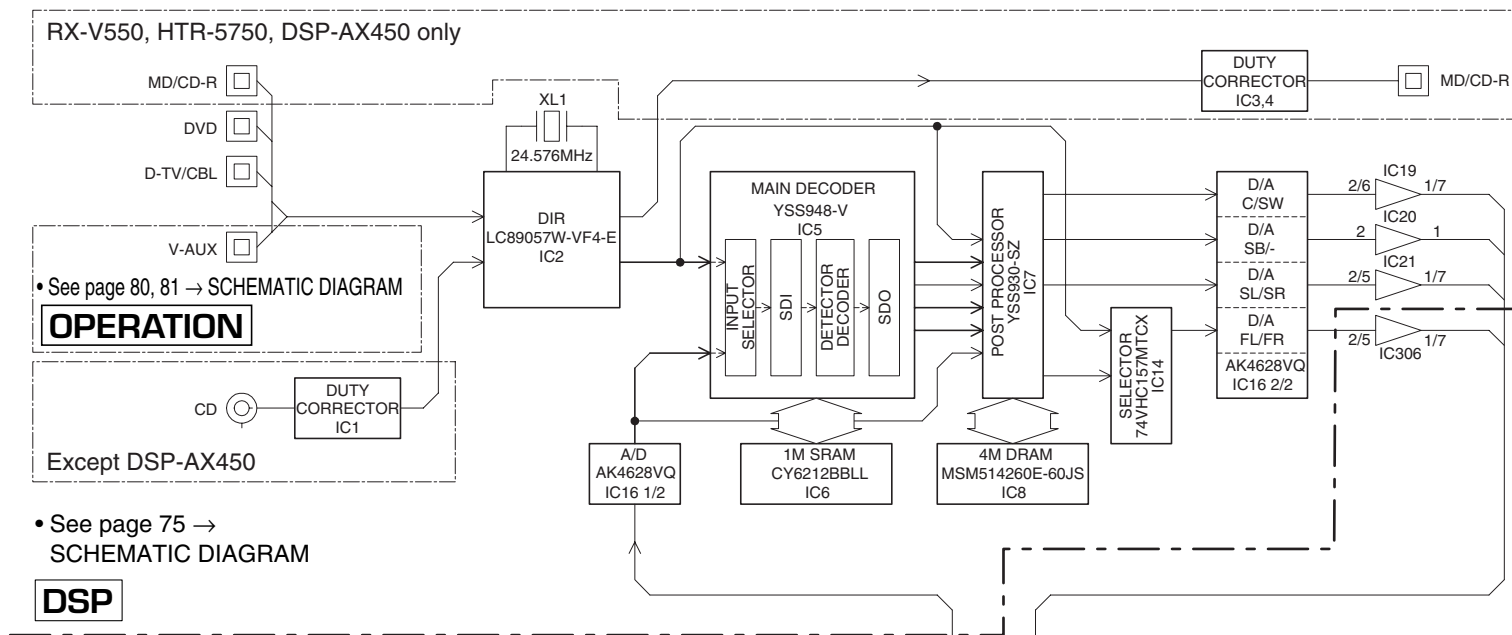 RX-V550, HTR-5750, DSP-AX450 only
MD/CD-R
DVD
D-TV/CBL
V-AUX
• See page 80, 81 → SCHEMATIC DIAGRAM
OPERATION
CD
DUTY
CORRECTOR
IC1
Except DSP-AX450
• See page 75 →
SCHEMATIC DIAGRAM
DSP
XL1
24.576MHz
DIR
LC89057W-VF4-E
IC2
DUTY
CORRECTOR
IC3,4
MD/CD-R
MAIN DECODER
YSS948-V
IC5
INPUT
SELECTOR
SDI
DETECTROR
DECODER
SDO
POST PROCESSOR
YSS930-SZ
IC7
SELECTOR
74VHC157MTCX
IC14
D/A
C/SW
D/A
SB/-
D/A
SL/SR
D/A
FL/FR
AK4628VQ
IC16 2/2
IC19
2/6
1/7
IC20
2
1
IC21
2/5
1/7
2/5
1/7
IC306
A/D
AK4628VQ
IC16 1/2
1M SRAM
CY6212BBLL
IC6
4M DRAM
MSM514260E-60JS
IC8